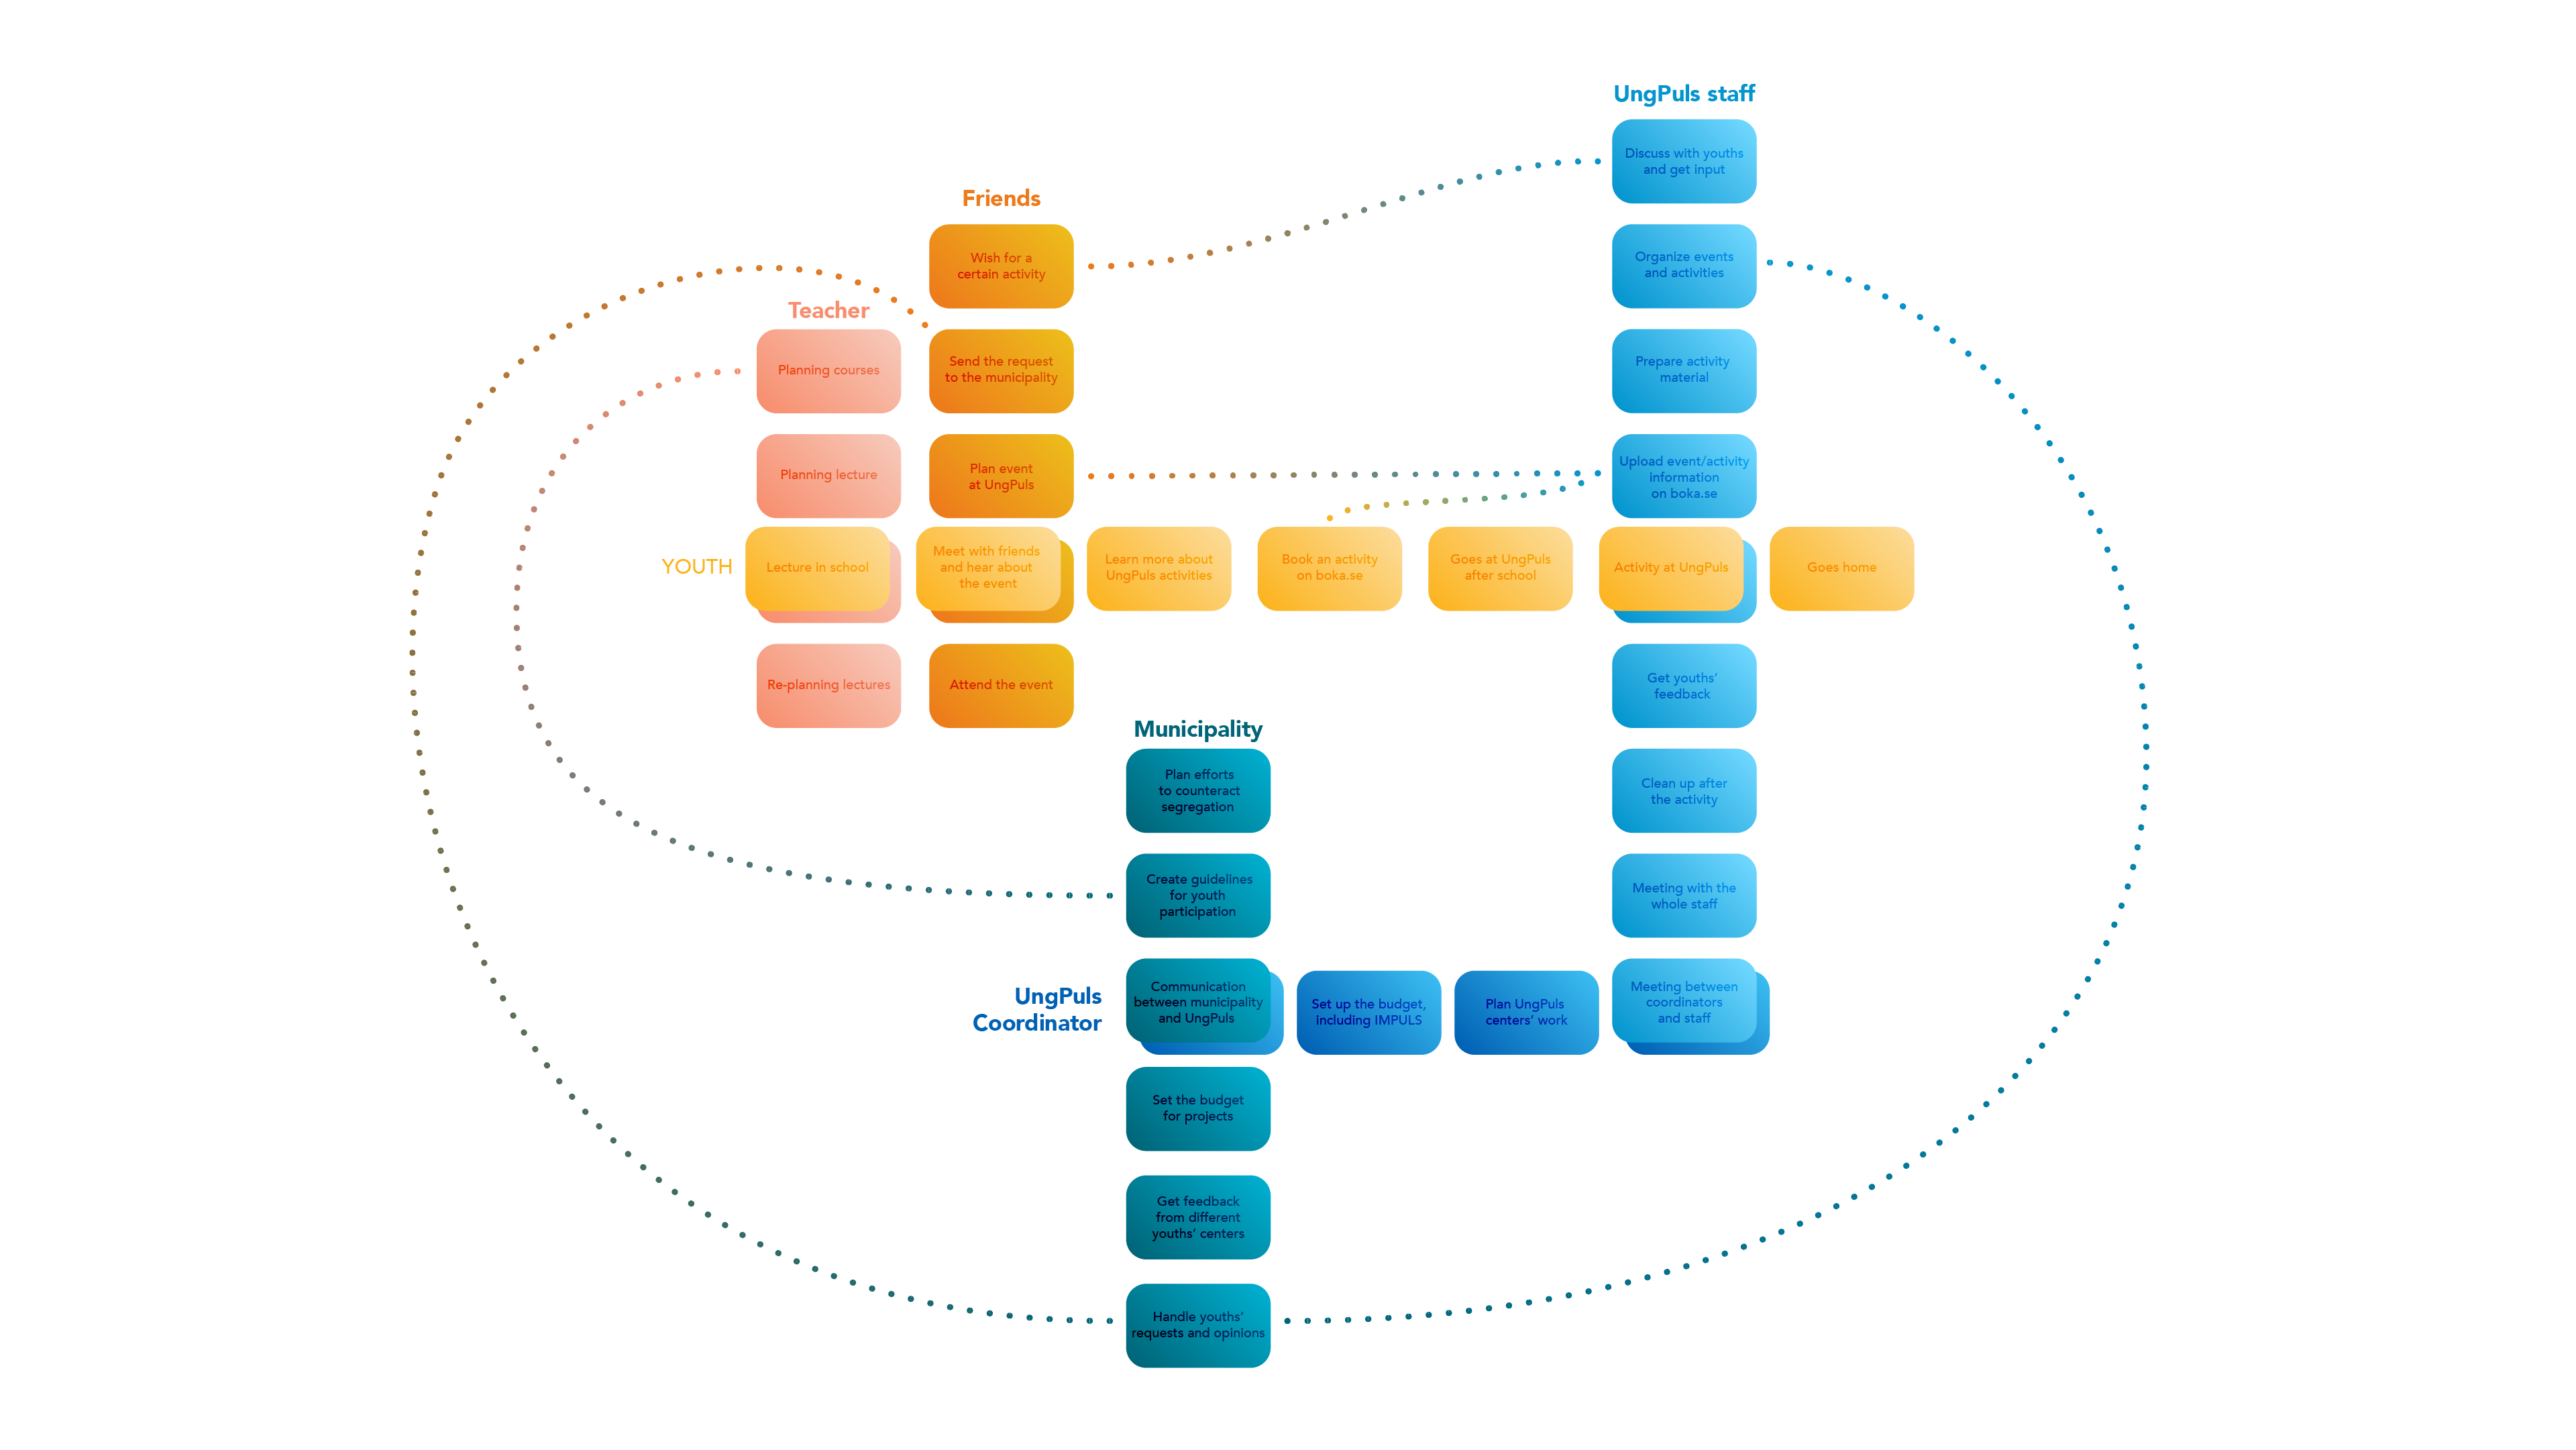 UngPuls staff
Discuss with youths
and get input
Organize events
and activities
Prepare activity
material
Upload event/activity
information
on boka.se
Friends
Wish for a
certain activity
Send the request
to the municipality
Plan event
at UngPuls
Teacher
Planning courses
Planning lecture
YOUTH
Lecture in school
Meet with friends
and hear about
the event
Learn more about
UngPuls activities
Book an activity
on boka.se
Goes at UngPuls
after school
Activity at UngPuls
Goes home
Re-planning lectures
Attend the event
Get youths’
feedback
Clean up after
the activity
Meeting with the
whole staff
Municipality
Plan efforts
to counteract
segregation
Create guidelines
for youth
participation
UngPuls
Coordinator
Communication
between municipality
and UngPuls
Set up the budget,
including IMPULS
Plan UngPuls
centers’ work
Meeting between
coordinators
and staff
Set the budget
for projects
Get feedback
from different
youths’ centers
Handle youths’
requests and opinions